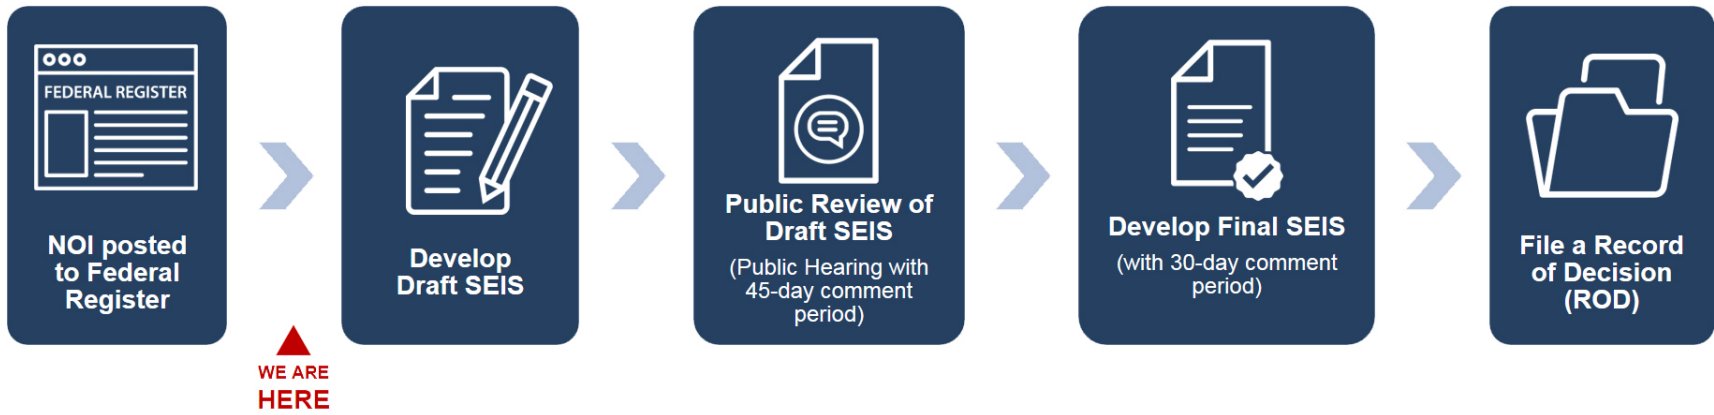 FEDERAL REGISTER
NOI posted
to Federal
Register
Develop
Draft SEIS
Public Review of
Draft SEIS
(Public Hearing with
45-day comment
period)
Develop Final SEIS
(with 30-day comment
period)
File a Record
of Decision
(ROD)
WE ARE
HERE